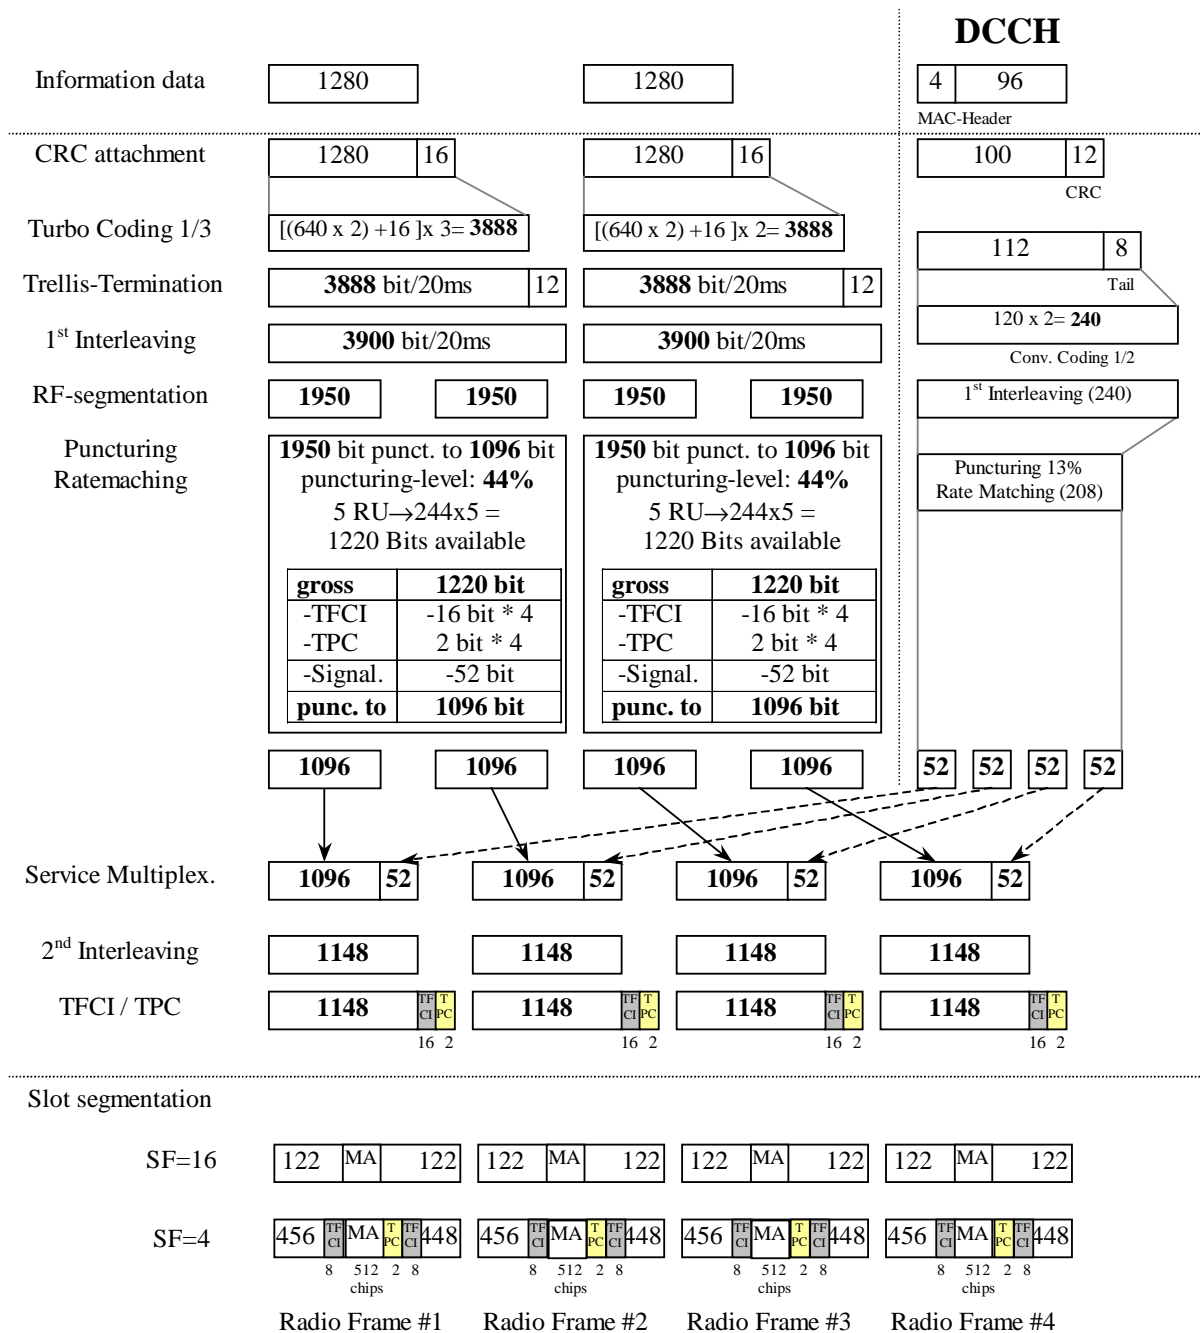 DCCH
Information data 1280 1280 4 96
MAC-Header
CRC attachment 1280 16 1280 16 100 12
CRC
Turbo Coding 1/3 [(640 x 2) +16 ]x 3= 3888 [(640 x 2) +16 ]x 2= 3888
112 8
Tail
Trellis-Termination 3888 bit/20ms 12 3888 bit/20ms 12
120 x 2= 240
Conv. Coding 1/2
1st Interleaving 3900 bit/20ms 3900 bit/20ms
RF-segmentation 1950 1950 1950 1950 1st Interleaving (240)
Puncturing 1950 bit punct. to 1096 bit 1950 bit punct. to 1096 bit
Ratemaching puncturing-level: 44% puncturing-level: 44%
Puncturing 13%
Rate Matching (208)
5 RU→244x5 = 5 RU→244x5 =
1220 Bits available 1220 Bits available
gross 1220 bit gross 1220 bit
-TFCI -16 bit * 4 -TFCI -16 bit * 4
-TPC 2 bit * 4 -TPC 2 bit * 4
-Signal. -52 bit -Signal. -52 bit
punc. to 1096 bit punc. to 1096 bit
1096 1096 1096 1096 52 52 52 52
Service Multiplex. 1096 52 1096 52 1096 52 1096 52
2nd Interleaving 1148 1148 1148 1148
TFCI / TPC 1148 TF CI T PC 1148 TF CI T PC 1148 TF CI T PC 1148 TF CI T PC
16 2 16 2 16 2 16 2
Slot segmentation
SF=16 122 MA 122 122 MA 122 122 MA 122 122 MA 122
SF=4 456 TF CI MA T PC TF CI 448 456 TF CI MA T PC TF CI 448 456 TF CI MA T PC TF CI 448 456 TF CI MA T PC TF CI 448
8 512 2 8 8 512 2 8 8 512 2 8 8 512 2 8
chips chips chips chips
Radio Frame #1 Radio Frame #2 Radio Frame #3 Radio Frame #4